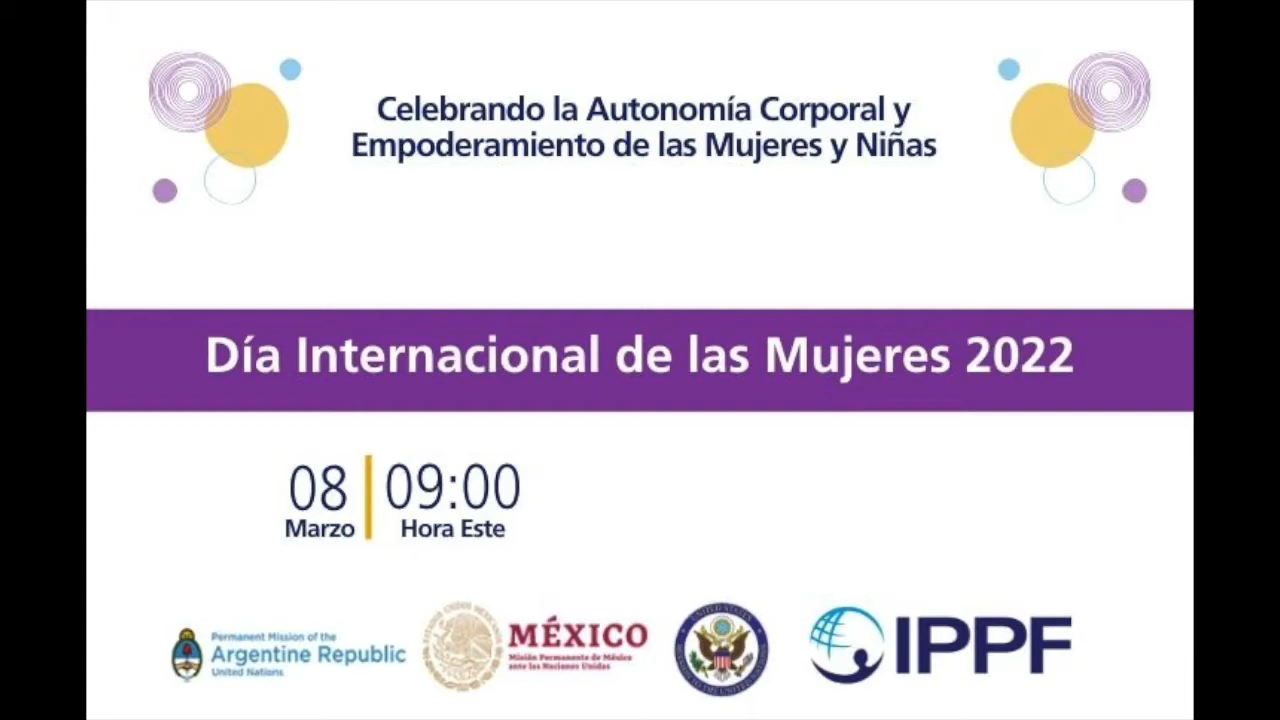 Celebrando la Autonomía Corporal y
Empoderamiento de las Mujeres y Niñas
Día Internacional de las Mujeres 2022
08
Marzo
09:00
Hora Este
Permanent Mission of the
Argentine Republic
United Nations
MÉXICO
Misión Permanente de México
ante las Naciones Unidas
UNITED STATES
IPPF